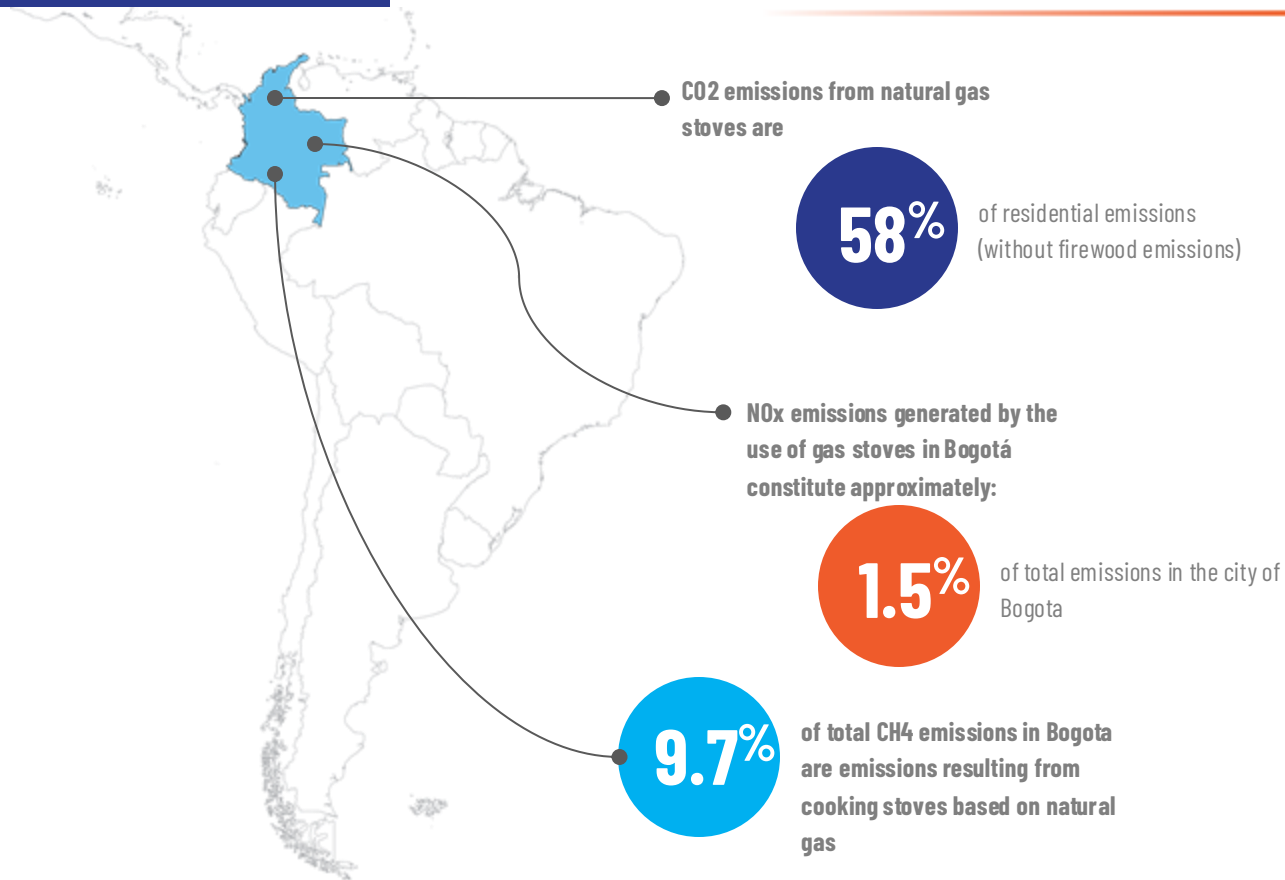 CO2 emissions from natural gas
stoves are
58%
of residential emissions
(without firewood emissions)
NOx emissions generated by the
use of gas stoves in Bogotá
constitute approximately:
1.5%
of total emissions in the city of
Bogota
9.7%
of total CH4 emissions in Bogota
are emissions resulting from
cooking stoves based on natural
gas